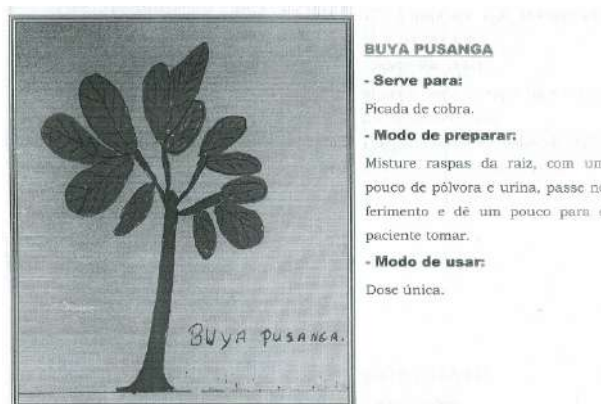 BUYA PUSANGA
- Serve para:
Picada de cobra.
- Modo de preparar:
Misture raspas da raiz, com um
pouco de pólvora e urina, passe no
ferimento e dê um pouco para
paciente tomar.
- Modo de usar:
Dose única.
BUYA PUSANGA.